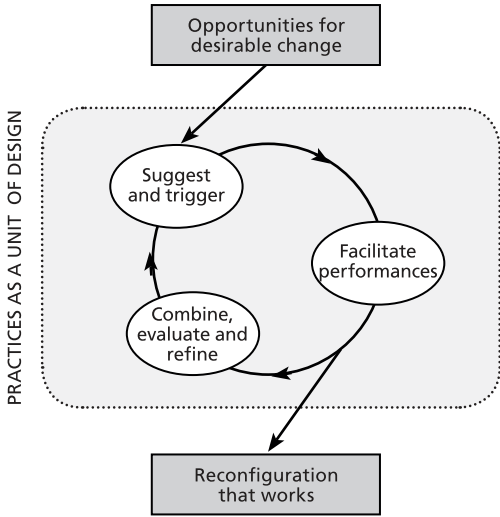 Opportunities for
desirable change
PRACTICES AS A UNIT OF DESIGN
Suggest
and trigger
Facilitate
performances
Combine,
evaluate and
refine
Reconfiguration
that works